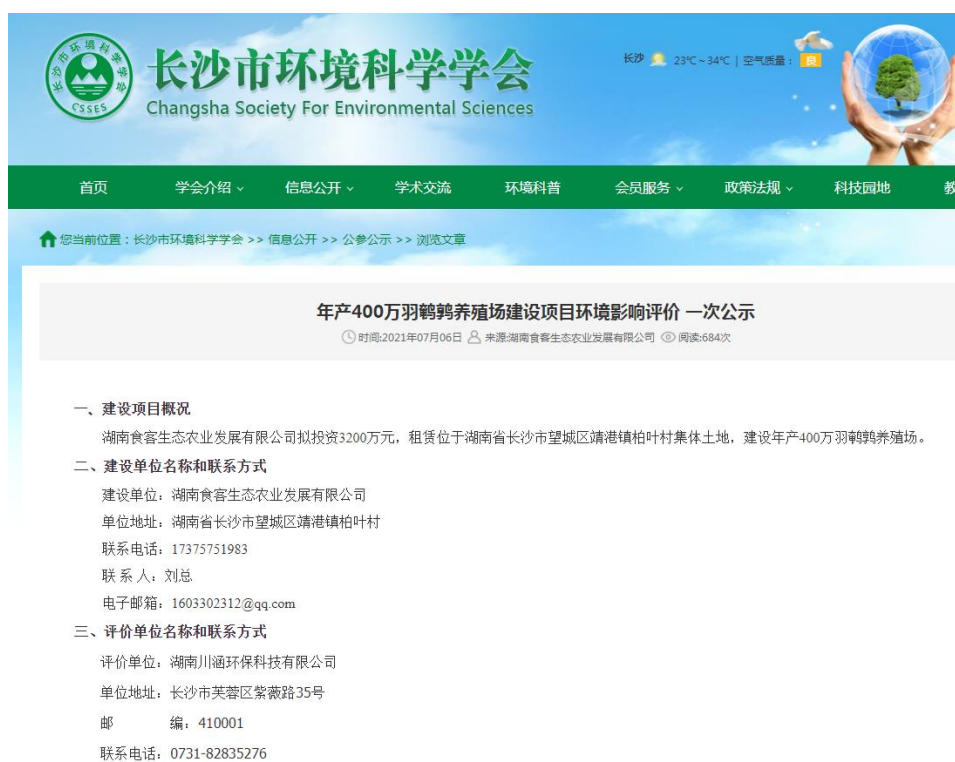 长沙市环境科学学会
CSSES
长沙市环境科学学会
Changsha Society For Environmental Sciences
长沙 23℃~34℃ | 空气质量： 良
首页 学会介绍 信息公开 学术交流 环境科普 会员服务 政策法规 科技园地 教
您当前位置：长沙市环境科学学会 >> 信息公开 >> 公参公示 >> 浏览文章
年产400万羽鹌鹑养殖场建设项目环境影响评价 一次公示
时间:2021年07月06日 来源:湖南食客生态农业发展有限公司 阅读:684次
一、建设项目概况
湖南食客生态农业发展有限公司拟投资3200万元，租赁位于湖南省长沙市望城区靖港镇柏叶村集体土地，建设年产400万羽鹌鹑养殖场。
二、建设单位名称和联系方式
建设单位：湖南食客生态农业发展有限公司
单位地址：湖南省长沙市望城区靖港镇柏叶村
联系电话：17375751983
联 系 人：刘总
电子邮箱：1603302312@qq.com
三、评价单位名称和联系方式
评价单位：湖南川涵环保科技有限公司
单位地址：长沙市芙蓉区紫薇路35号
邮 编：410001
联系电话：0731-82835276